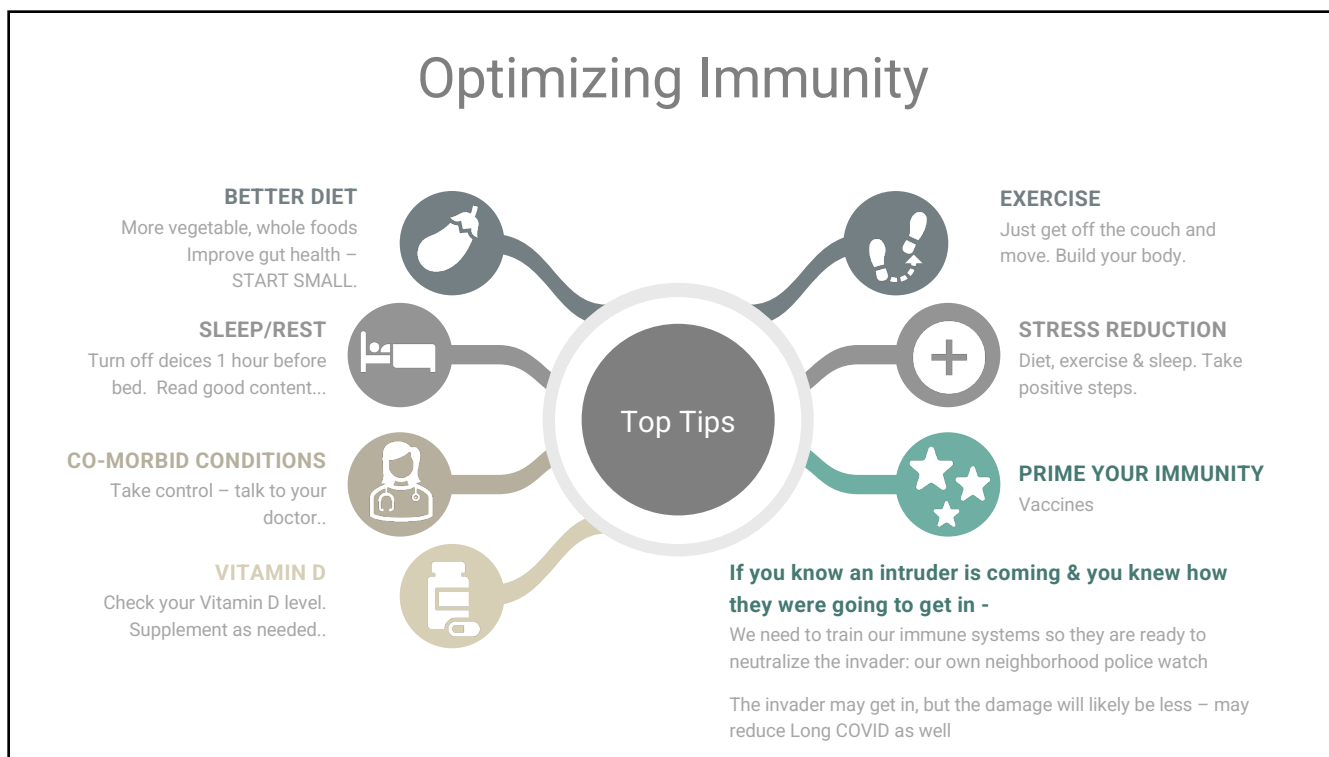 Optimizing Immunity
BETTER DIET
More vegetable, whole foods
Improve gut health –
START SMALL.
SLEEP/REST
Turn off deices 1 hour before
bed.  Read good content...
CO-MORBID CONDITIONS
Take control – talk to your
doctor..
VITAMIN D
Check your Vitamin D level.
Supplement as needed..
Top Tips
EXERCISE
Just get off the couch and
move. Build your body.
STRESS REDUCTION
Diet, exercise & sleep. Take
positive steps.
PRIME YOUR IMMUNITY
Vaccines
If you know an intruder is coming & you knew how
they were going to get in -
We need to train our immune systems so they are ready to
neutralize the invader: our own neighborhood police watch
The invader may get in, but the damage will likely be less – may
reduce Long COVID as well